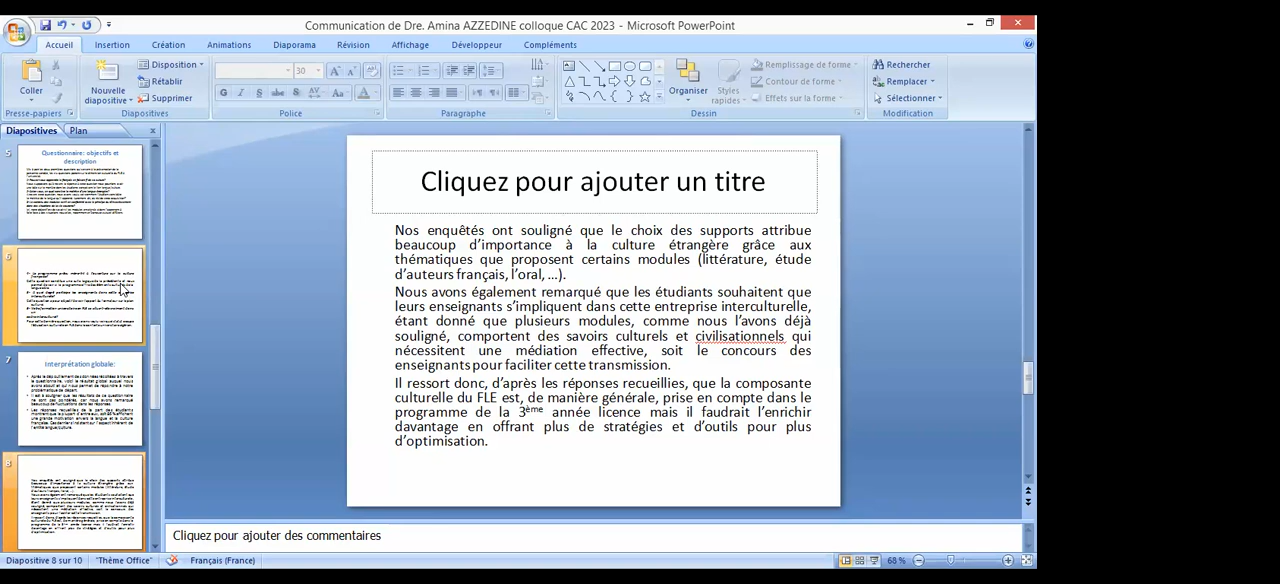 Communication de Dre. Amina AZZEDINE colloque CAC 2023 - Microsoft PowerPoint
Accueil Insertion Création Animations Diaporama Révision Affichage Développeur Compléments
Coller
Presse-papiers
Nouvelle diapositive
Disposition
Rétablir
Supprimer
Diapositives
30
G I S abc S AV Aa A
Police
Paragraphe
Organiser
Styles rapides
Remplissage de forme
Contour de forme
Effets sur la forme
Dessin
Rechercher
Remplacer
Sélectionner
Modification
Diapositives Plan
5
Questionnaire: objectifs et
description
6
7
Interprétation globale:
8
Cliquez pour ajouter un titre
Nos enquêtés ont souligné que le choix des supports attribue
beaucoup d’importance à la culture étrangère grâce aux
thématiques que proposent certains modules (littérature, étude
d’auteurs français, l’oral, …).
Nous avons également remarqué que les étudiants souhaitent que
leurs enseignants s’impliquent dans cette entreprise interculturelle,
étant donné que plusieurs modules, comme nous l’avons déjà
souligné, comportent des savoirs culturels et civilisationnels qui
nécessitent une médiation effective, soit le concours des
enseignants pour faciliter cette transmission.
Il ressort donc, d’après les réponses recueillies, que la composante
culturelle du FLE est, de manière générale, prise en compte dans le
programme de la 3ème année licence mais il faudrait l’enrichir
davantage en offrant plus de stratégies et d’outils pour plus
d’optimisation.
Cliquez pour ajouter des commentaires
Diapositive 8 sur 10 "Thème Office" Français (France) 68 %